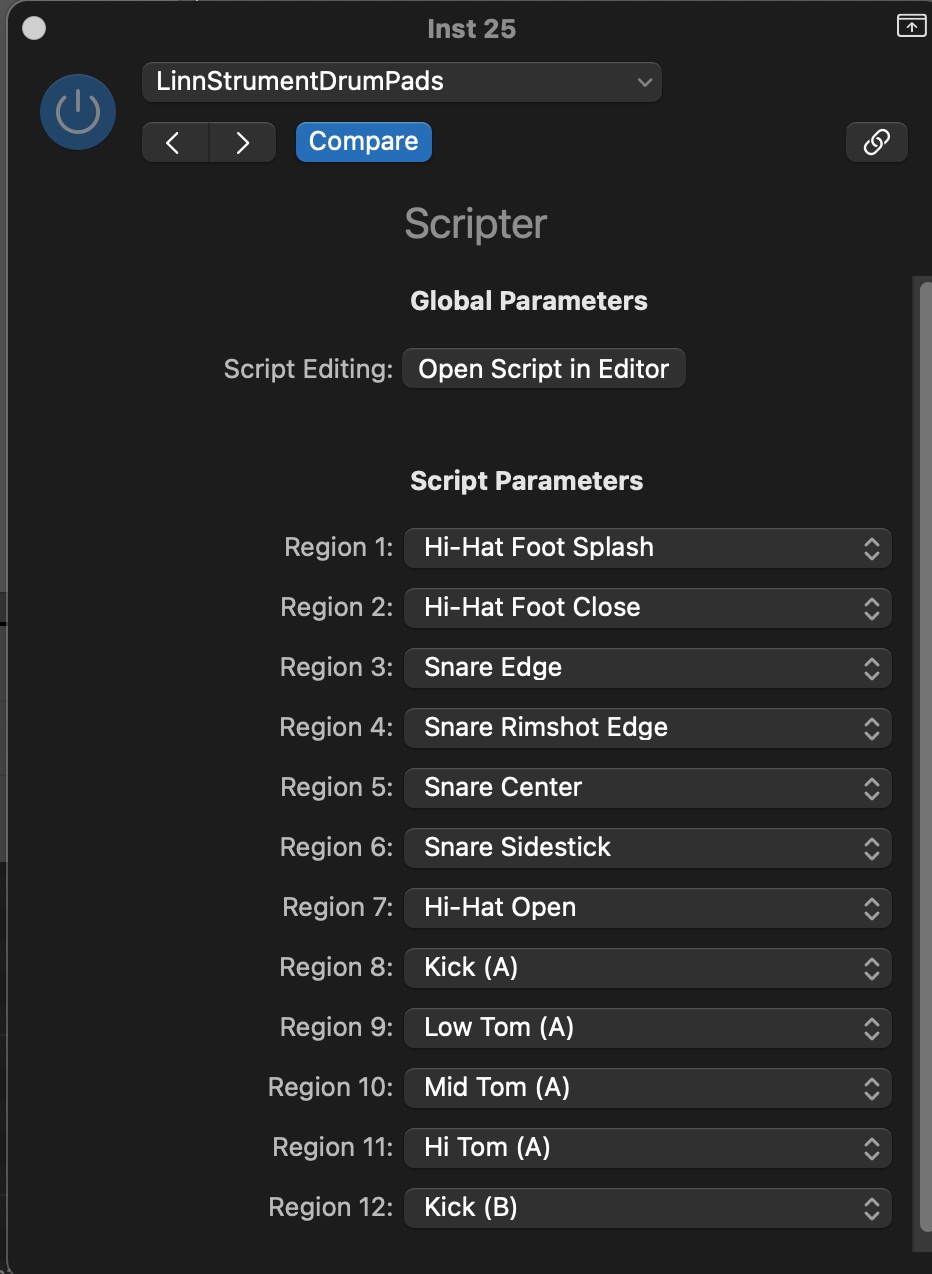 Inst 25
LinnStrumentDrumPads
Compare
Scripter
Global Parameters
Script Editing: Open Script in Editor
Script Parameters
Region 1: Hi-Hat Foot Splash
Region 2: Hi-Hat Foot Close
Region 3: Snare Edge
Region 4: Snare Rimshot Edge
Region 5: Snare Center
Region 6: Snare Sidestick
Region 7: Hi-Hat Open
Region 8: Kick (A)
Region 9: Low Tom (A)
Region 10: Mid Tom (A)
Region 11: Hi Tom (A)
Region 12: Kick (B)